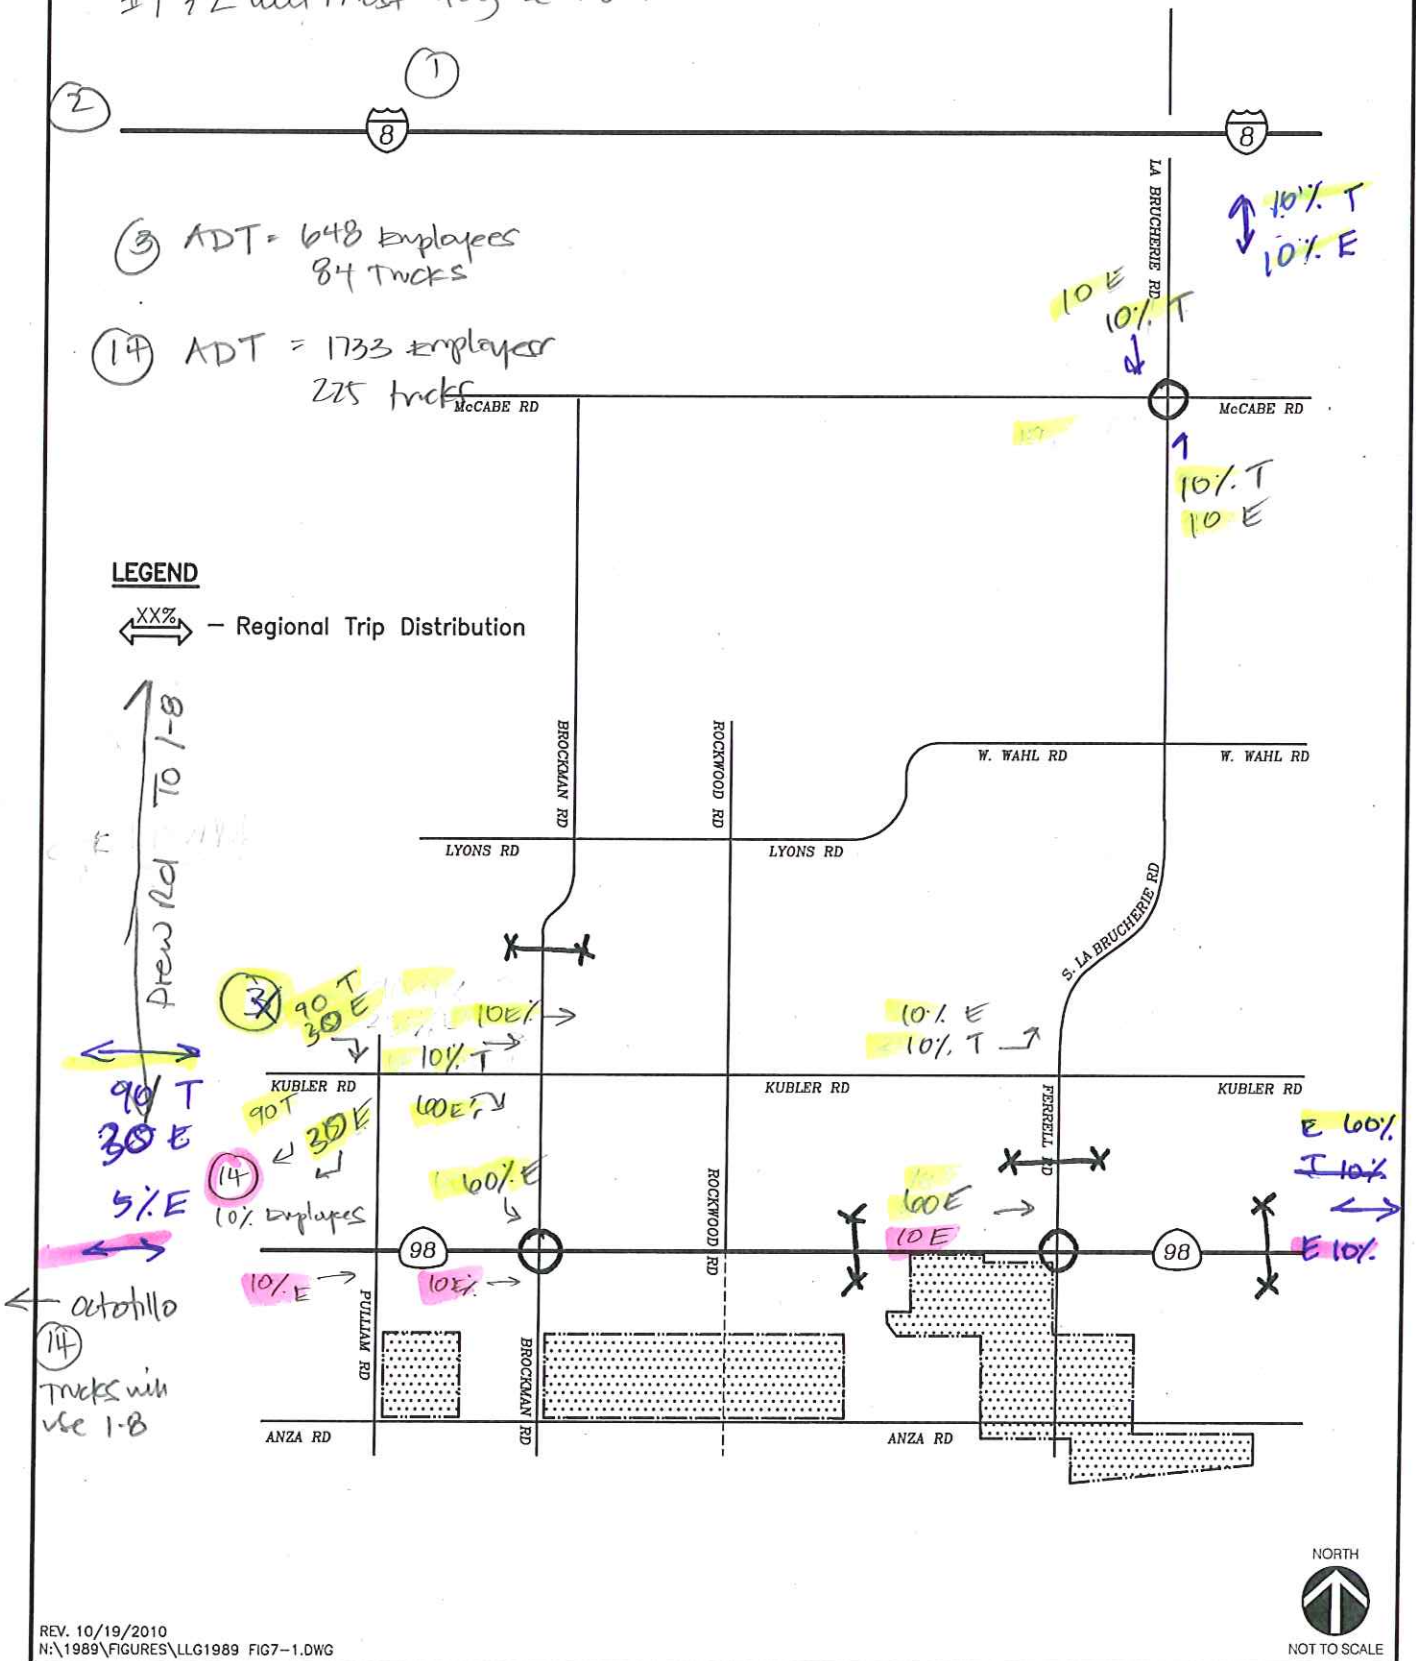 ①
②
8
8
LA BRUCHERIE RD
10% T
10% E
③ ADT = 648 Employees
84 Trucks
10 E
10% T
⑭ ADT = 1733 Employees
225 trucks
McCABE RD
McCABE RD
10% T
10 E
LEGEND
XX%
– Regional Trip Distribution
Drew Rd TO I-8
BROCKMAN RD
ROCKWOOD RD
W. WAHL RD
W. WAHL RD
LYONS RD
LYONS RD
S. LA BRUCHERIE RD
3
90 T
30 E
10E%
10% T
10% E
10% T
KUBLER RD
KUBLER RD
KUBLER RD
90 T
30 E
90 T
30 E
60E%
FERRELL RD
E 60%
T 10%
14
10% Employees
5% E
60% E
ROCKWOOD RD
60E
10 E
98
98
E 10%
10% E
10E%
← Octotillo
⑭
Trucks will
use I-8
PULLIAM RD
BROCKMAN RD
ANZA RD
ANZA RD
NORTH
NOT TO SCALE
REV. 10/19/2010
N:\1989\FIGURES\LLG1989 FIG7-1.DWG